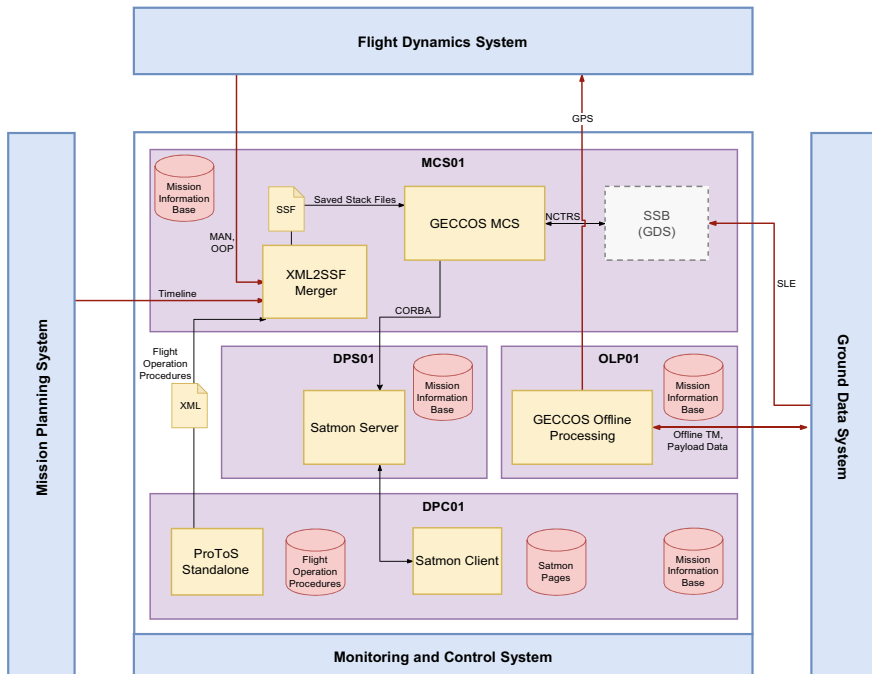 Flight Dynamics System
GPS
MCS01
Mission
Information
Base
SSF
Saved Stack Files
GECCOS MCS
NCTRS
SSB
(GDS)
MAN,
OOP
XML2SSF
Merger
Timeline
SLE
CORBA
Mission Planning System
Ground Data System
Flight
Operation
Procedures
XML
DPS01
Mission
Information
Base
Satmon Server
OLP01
Mission
Information
Base
GECCOS Offline
Processing
Offline TM,
Payload Data
DPC01
ProToS
Standalone
Flight
Operation
Procedures
Satmon Client
Satmon
Pages
Mission
Information
Base
Monitoring and Control System